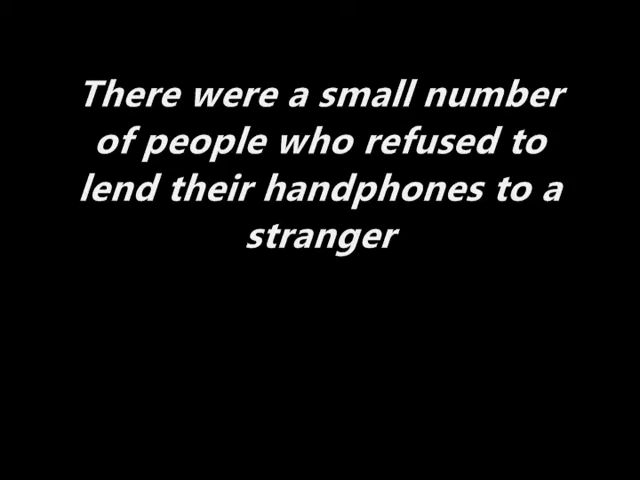 There were a small number
of people who refused to
lend their handphones to a
stranger